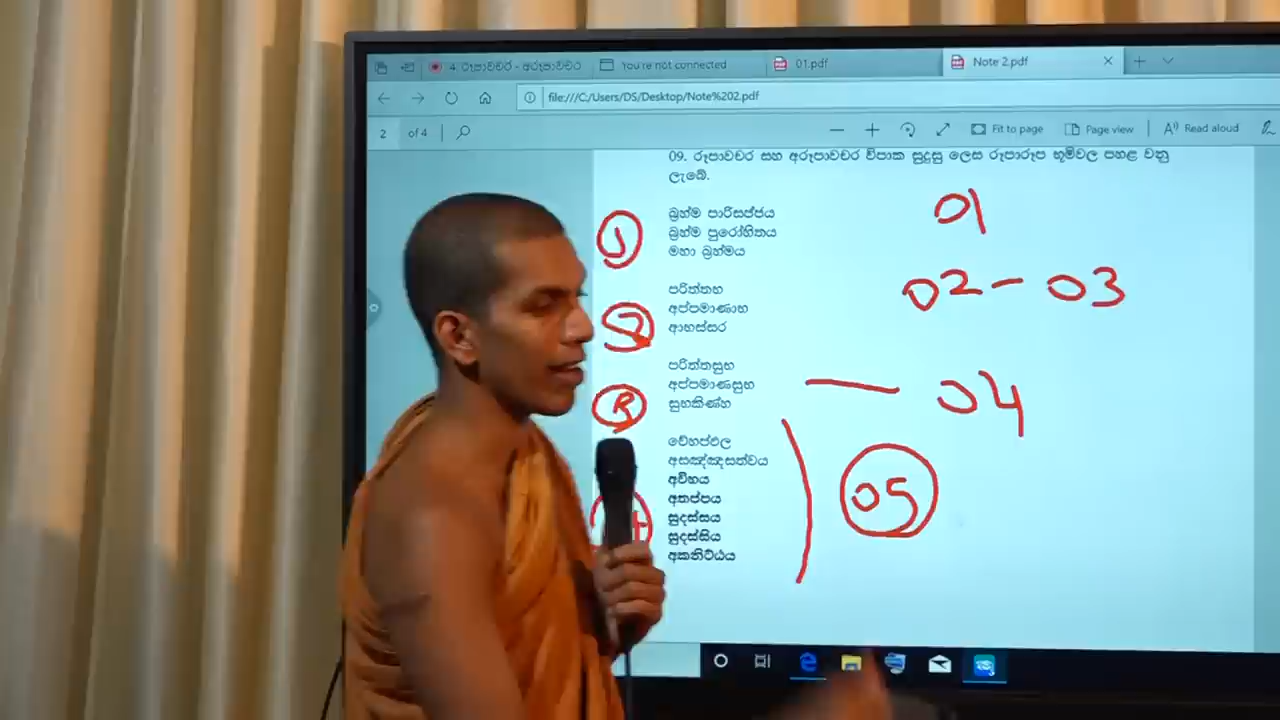 4. රූපාවචර - අරූපාවචර
You're not connected
01.pdf
Note 2.pdf
file:///C:/Users/DS/Desktop/Note%202.pdf
2 of 4
Fit to page
Page view
Read aloud
09. රූපාවචර සහ අරූපාවචර විපාක සුදුසු ලෙස රූපාරූප භූමිවල පහළ වනු
ලැබේ.
1
බ්‍රහ්ම පාරිසජ්ජය
බ්‍රහ්ම පුරෝහිතය
මහා බ්‍රහ්මය
01
2
පරිත්තභ
අප්පමාණාභ
ආභස්සර
02 - 03
පරිත්තසුභ
අප්පමාණසුභ
සුභකිණ්හ
— 04
වේහප්ඵල
අසඤ්ඤසත්වය
අවිහය
අතප්පය
සුදස්සය
සුදස්සිය
අකනිට්ඨය
05